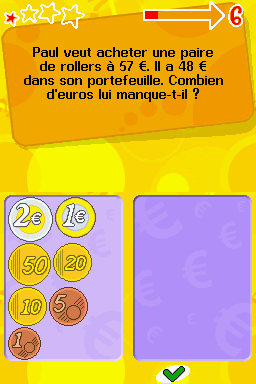 6
Paul veut acheter une paire
de rollers à 57 €. Il a 48 €
dans son portefeuille. Combien
d'euros lui manque-t-il ?
2€ 1€
50 20
10 5
1